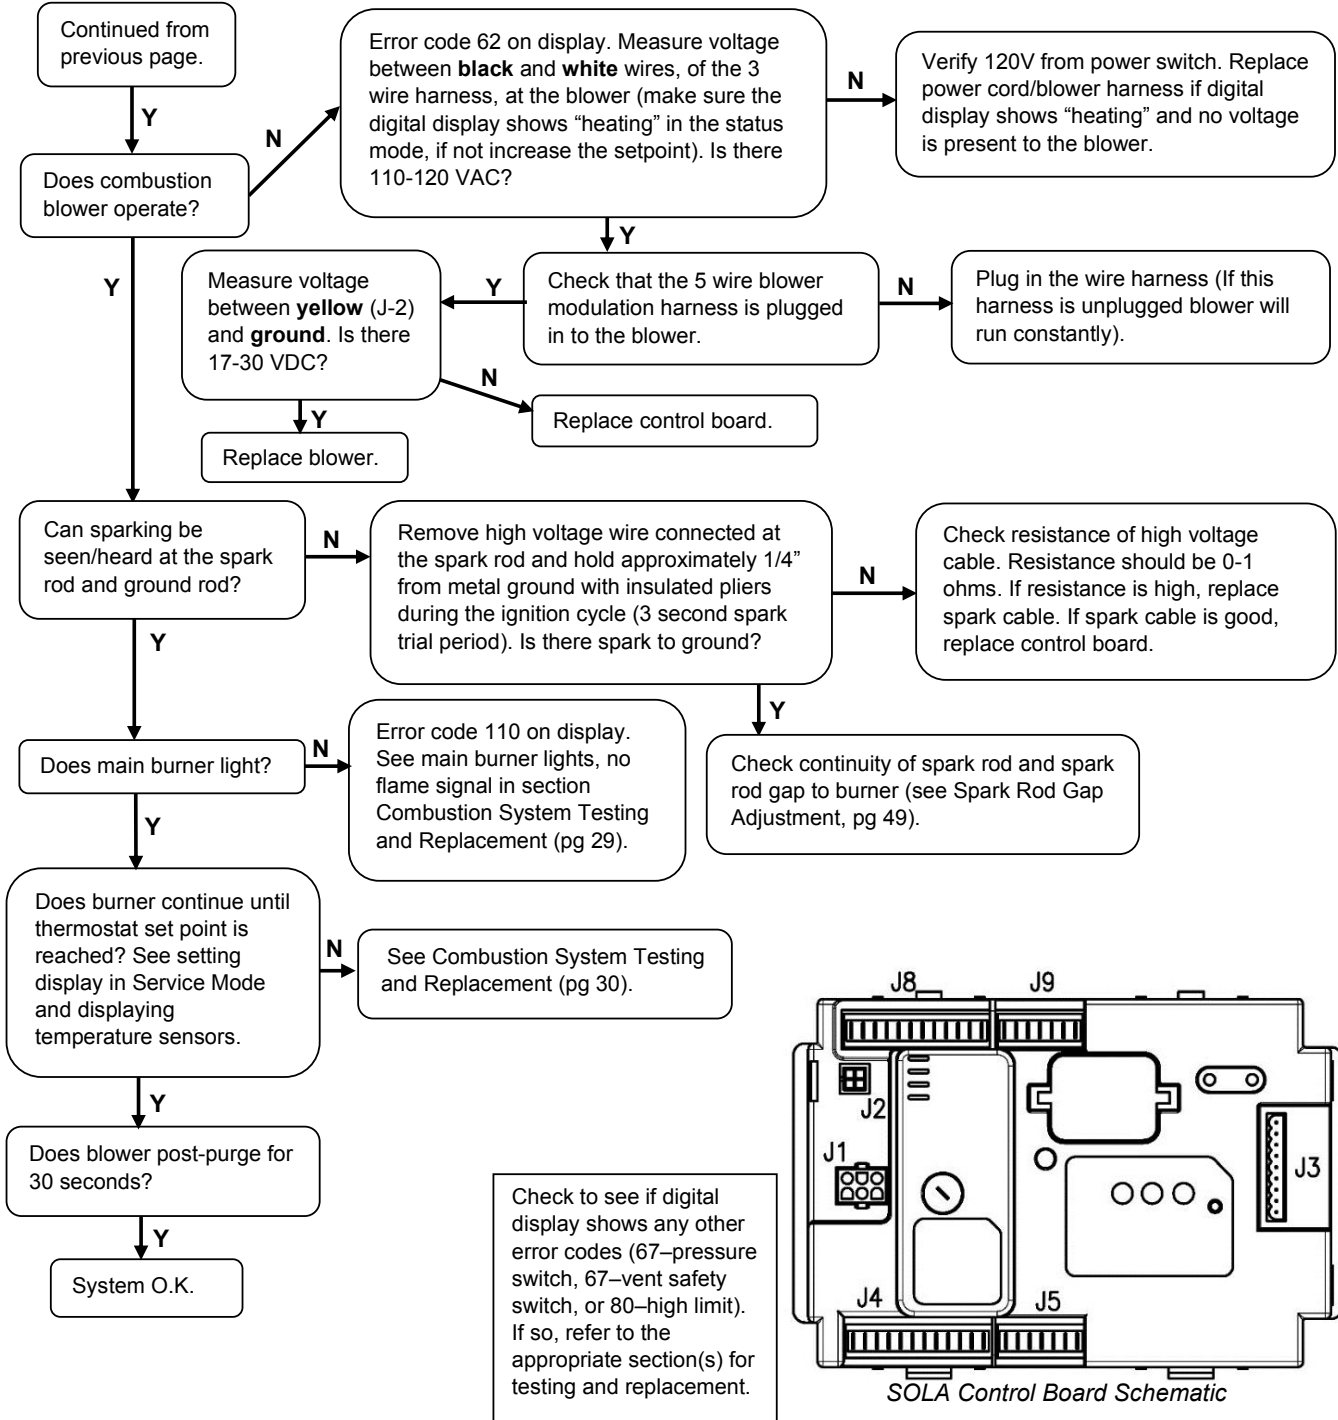 Continued from
previous page.
Y
Does combustion
blower operate?
N
Error code 62 on display. Measure voltage
between black and white wires, of the 3
wire harness, at the blower (make sure the
digital display shows “heating” in the status
mode, if not increase the setpoint). Is there
110-120 VAC?
N
Verify 120V from power switch. Replace
power cord/blower harness if digital
display shows “heating” and no voltage
is present to the blower.
Y
Check that the 5 wire blower
modulation harness is plugged
in to the blower.
N
Plug in the wire harness (If this
harness is unplugged blower will
run constantly).
Y
Measure voltage
between yellow (J-2)
and ground. Is there
17-30 VDC?
N
Replace control board.
Y
Replace blower.
Y
Can sparking be
seen/heard at the spark
rod and ground rod?
N
Remove high voltage wire connected at
the spark rod and hold approximately 1/4”
from metal ground with insulated pliers
during the ignition cycle (3 second spark
trial period). Is there spark to ground?
N
Check resistance of high voltage
cable. Resistance should be 0-1
ohms. If resistance is high, replace
spark cable. If spark cable is good,
replace control board.
Y
Check continuity of spark rod and spark
rod gap to burner (see Spark Rod Gap
Adjustment, pg 49).
Y
Does main burner light?
N
Error code 110 on display.
See main burner lights, no
flame signal in section
Combustion System Testing
and Replacement (pg 29).
Y
Does burner continue until
thermostat set point is
reached? See setting
display in Service Mode
and displaying
temperature sensors.
N
See Combustion System Testing
and Replacement (pg 30).
Y
Does blower post-purge for
30 seconds?
Y
System O.K.
Check to see if digital
display shows any other
error codes (67–pressure
switch, 67–vent safety
switch, or 80–high limit).
If so, refer to the
appropriate section(s) for
testing and replacement.
J8
J9
J2
J1
J3
J4
J5
SOLA Control Board Schematic